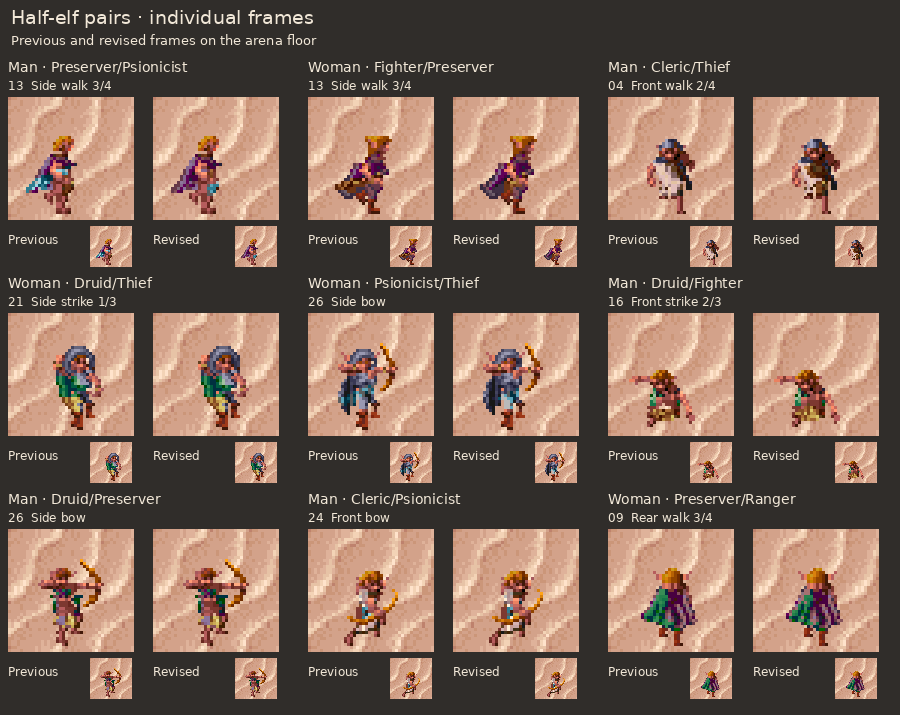 Half-elf pairs · individual frames
Previous and revised frames on the arena floor
Man · Preserver/Psionicist
13 Side walk 3/4
Previous
Revised
Woman · Fighter/Preserver
13 Side walk 3/4
Previous
Revised
Man · Cleric/Thief
04 Front walk 2/4
Previous
Revised
Woman · Druid/Thief
21 Side strike 1/3
Previous
Revised
Woman · Psionicist/Thief
26 Side bow
Previous
Revised
Man · Druid/Fighter
16 Front strike 2/3
Previous
Revised
Man · Druid/Preserver
26 Side bow
Previous
Revised
Man · Cleric/Psionicist
24 Front bow
Previous
Revised
Woman · Preserver/Ranger
09 Rear walk 3/4
Previous
Revised